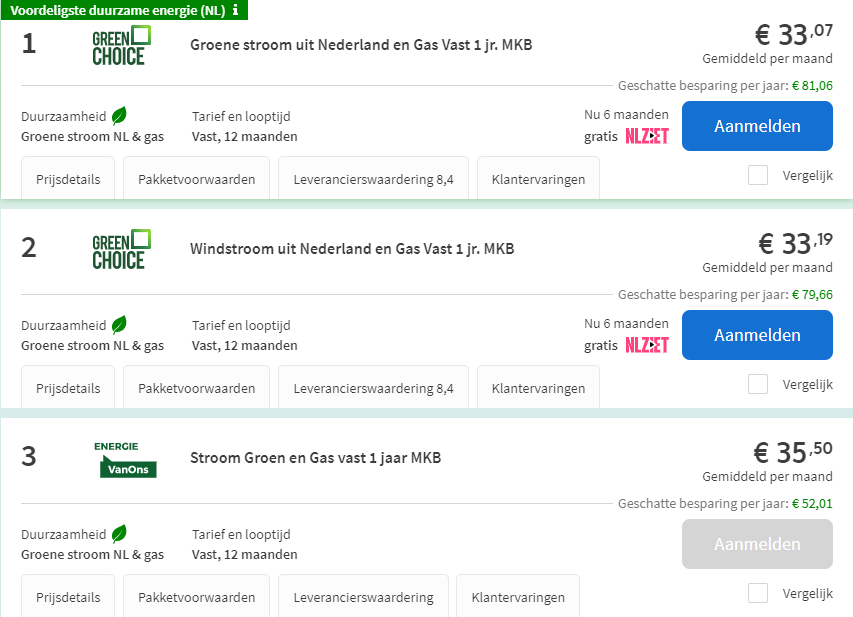 Voordeligste duurzame energie (NL) i
1
GREEN
CHOICE
Groene stroom uit Nederland en Gas Vast 1 jr. MKB
€ 33,07
Gemiddeld per maand
Geschatte besparing per jaar: € 81,06
Duurzaamheid
Groene stroom NL & gas
Tarief en looptijd
Vast, 12 maanden
Nu 6 maanden
gratis NLZIET
Aanmelden
Prijsdetails
Pakketvoorwaarden
Leverancierswaardering 8,4
Klantervaringen
Vergelijk
2
GREEN
CHOICE
Windstroom uit Nederland en Gas Vast 1 jr. MKB
€ 33,19
Gemiddeld per maand
Geschatte besparing per jaar: € 79,66
Duurzaamheid
Groene stroom NL & gas
Tarief en looptijd
Vast, 12 maanden
Nu 6 maanden
gratis NLZIET
Aanmelden
Prijsdetails
Pakketvoorwaarden
Leverancierswaardering 8,4
Klantervaringen
Vergelijk
3
ENERGIE
VanOns
Stroom Groen en Gas vast 1 jaar MKB
€ 35,50
Gemiddeld per maand
Geschatte besparing per jaar: € 52,01
Duurzaamheid
Groene stroom NL & gas
Tarief en looptijd
Vast, 12 maanden
Aanmelden
Prijsdetails
Pakketvoorwaarden
Leverancierswaardering
Klantervaringen
Vergelijk